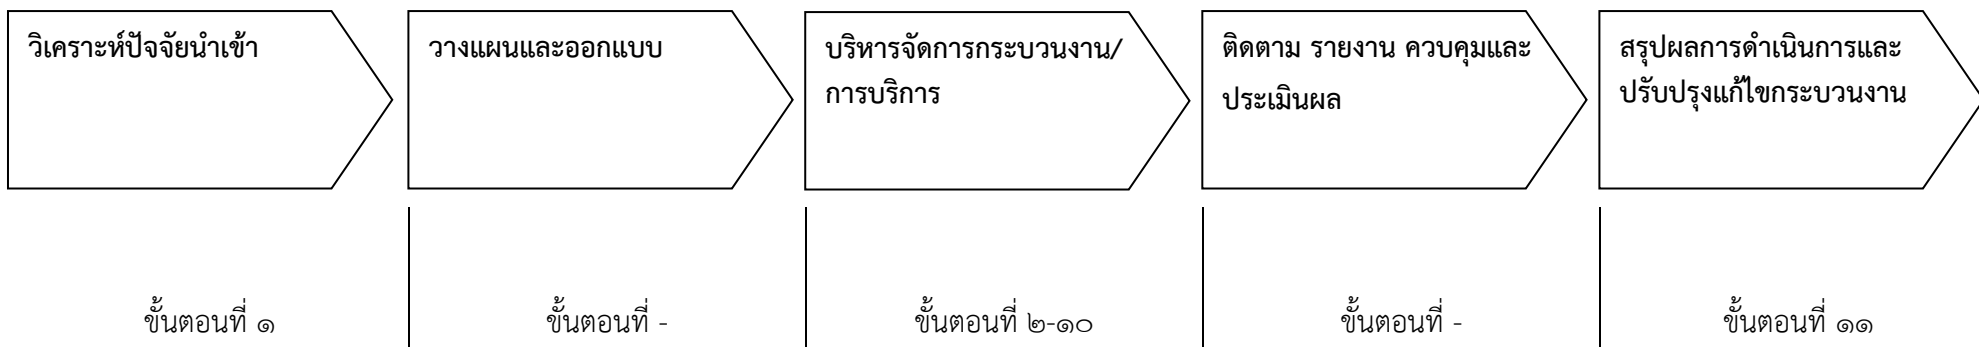 วิเคราะห์ปัจจัยนำเข้า
วางแผนและออกแบบ
บริหารจัดการกระบวนงาน/
การบริการ
ติดตาม รายงาน ควบคุมและ
ประเมินผล
สรุปผลการดำเนินการและ
ปรับปรุงแก้ไขกระบวนงาน
ขั้นตอนที่ ๑
ขั้นตอนที่ -
ขั้นตอนที่ ๒-๑๐
ขั้นตอนที่ -
ขั้นตอนที่ ๑๑